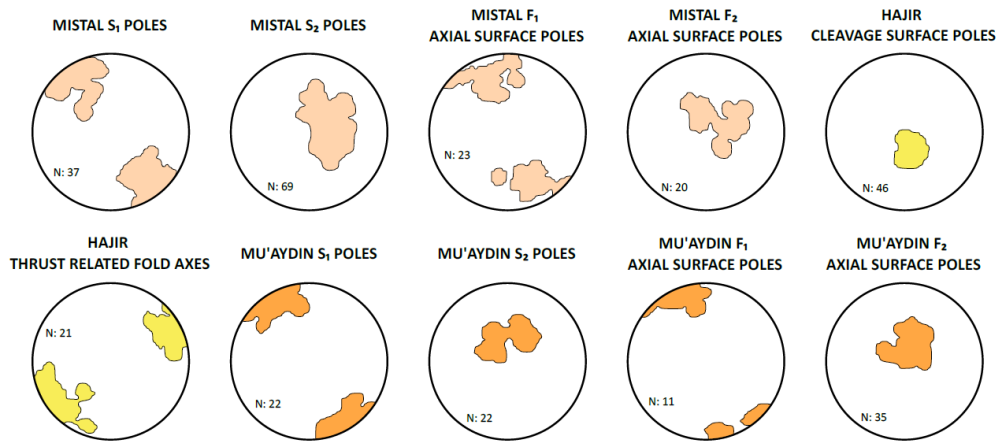 MISTAL S₁ POLES
N: 37
MISTAL S₂ POLES
N: 69
MISTAL F₁
AXIAL SURFACE POLES
N: 23
MISTAL F₂
AXIAL SURFACE POLES
N: 20
HAJIR
CLEAVAGE SURFACE POLES
N: 46
HAJIR
THRUST RELATED FOLD AXES
N: 21
MU'AYDIN S₁ POLES
N: 22
MU'AYDIN S₂ POLES
N: 22
MU'AYDIN F₁
AXIAL SURFACE POLES
N: 11
MU'AYDIN F₂
AXIAL SURFACE POLES
N: 35